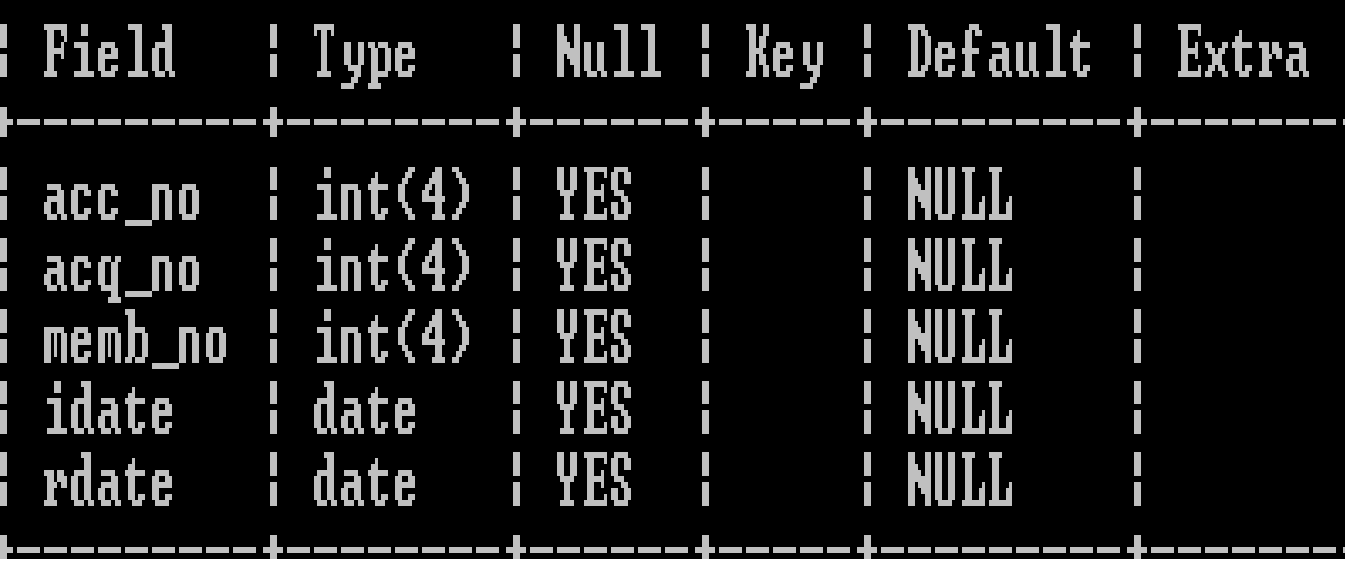 | Field | Type | Null | Key | Default | Extra
+---------+--------+------+-----+---------+-------
| acc_no | int(4) | YES | | NULL |
| acq_no | int(4) | YES | | NULL |
| memb_no | int(4) | YES | | NULL |
| idate | date | YES | | NULL |
| rdate | date | YES | | NULL |
+---------+--------+------+-----+---------+-------